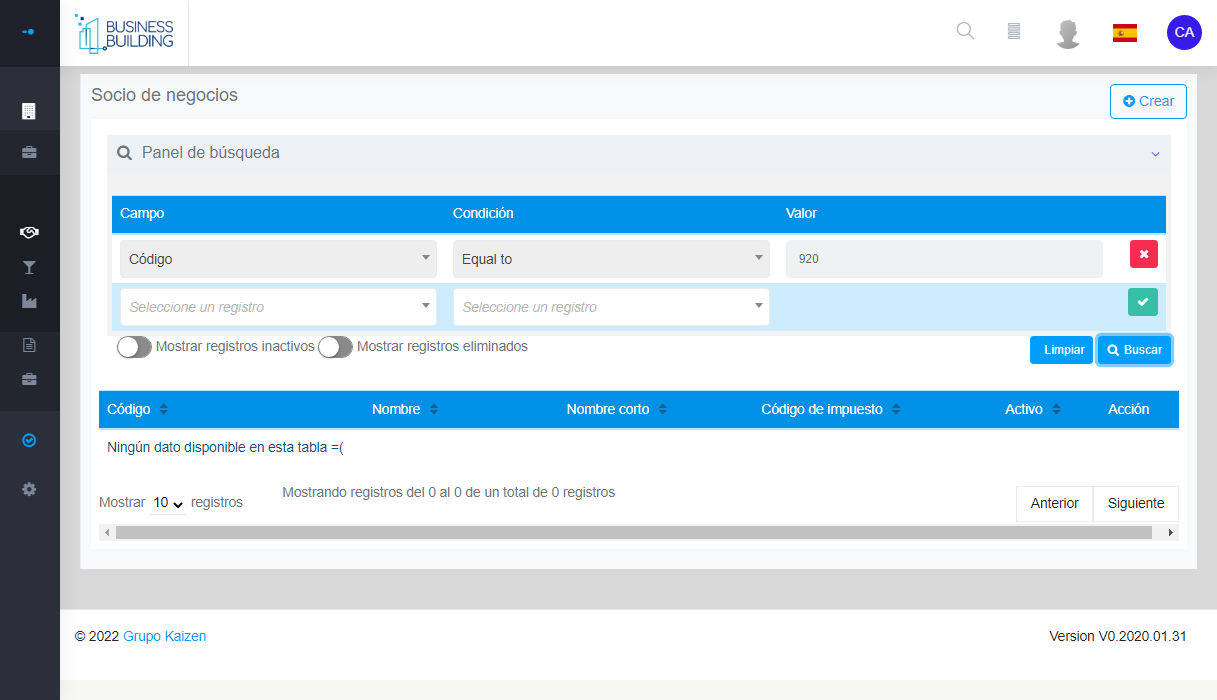 BUSINESS
BUILDING
CA
Socio de negocios
Crear
Panel de búsqueda
Campo Condición Valor
Código Equal to 920
Seleccione un registro Seleccione un registro
Mostrar registros inactivos Mostrar registros eliminados Limpiar Buscar
Código Nombre Nombre corto Código de impuesto Activo Acción
Ningún dato disponible en esta tabla =(
Mostrar 10 registros Mostrando registros del 0 al 0 de un total de 0 registros
Anterior Siguiente
© 2022 Grupo Kaizen Version V0.2020.01.31